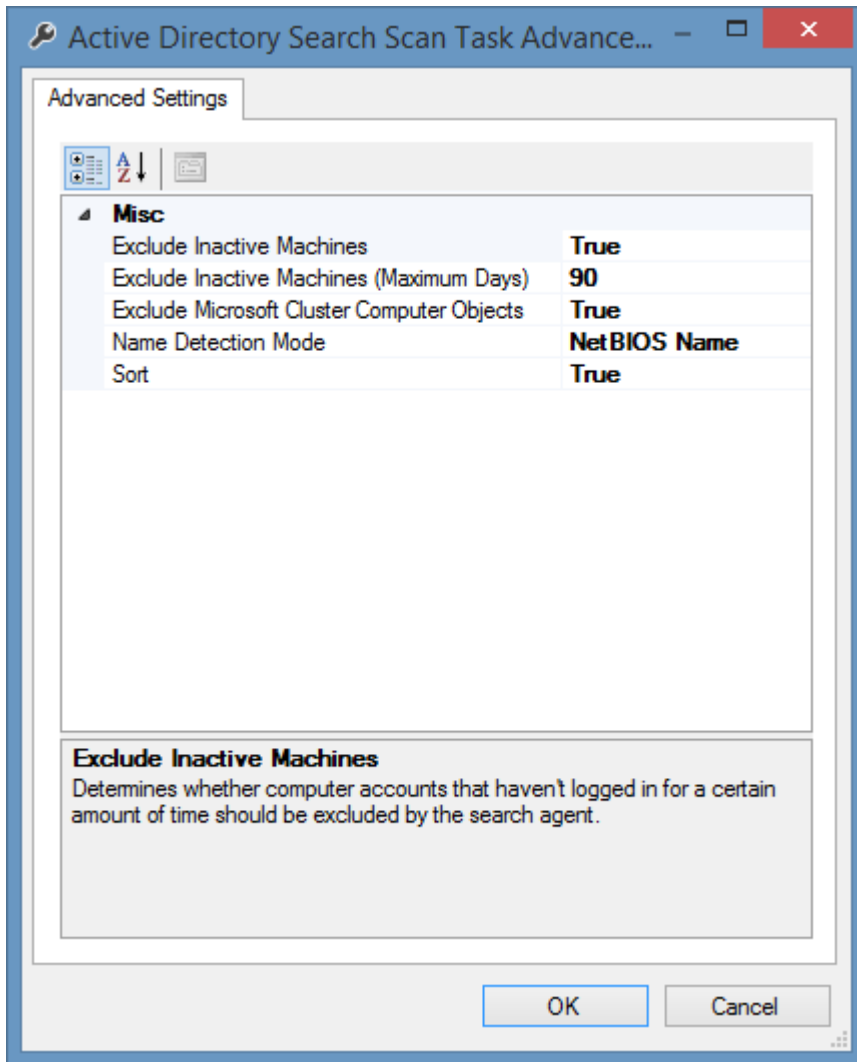 Active Directory Search Scan Task Advance...
Advanced Settings
A
Z
Misc
Exclude Inactive Machines True
Exclude Inactive Machines (Maximum Days) 90
Exclude Microsoft Cluster Computer Objects True
Name Detection Mode NetBIOS Name
Sort True
Exclude Inactive Machines
Determines whether computer accounts that haven't logged in for a certain
amount of time should be excluded by the search agent.
OK Cancel